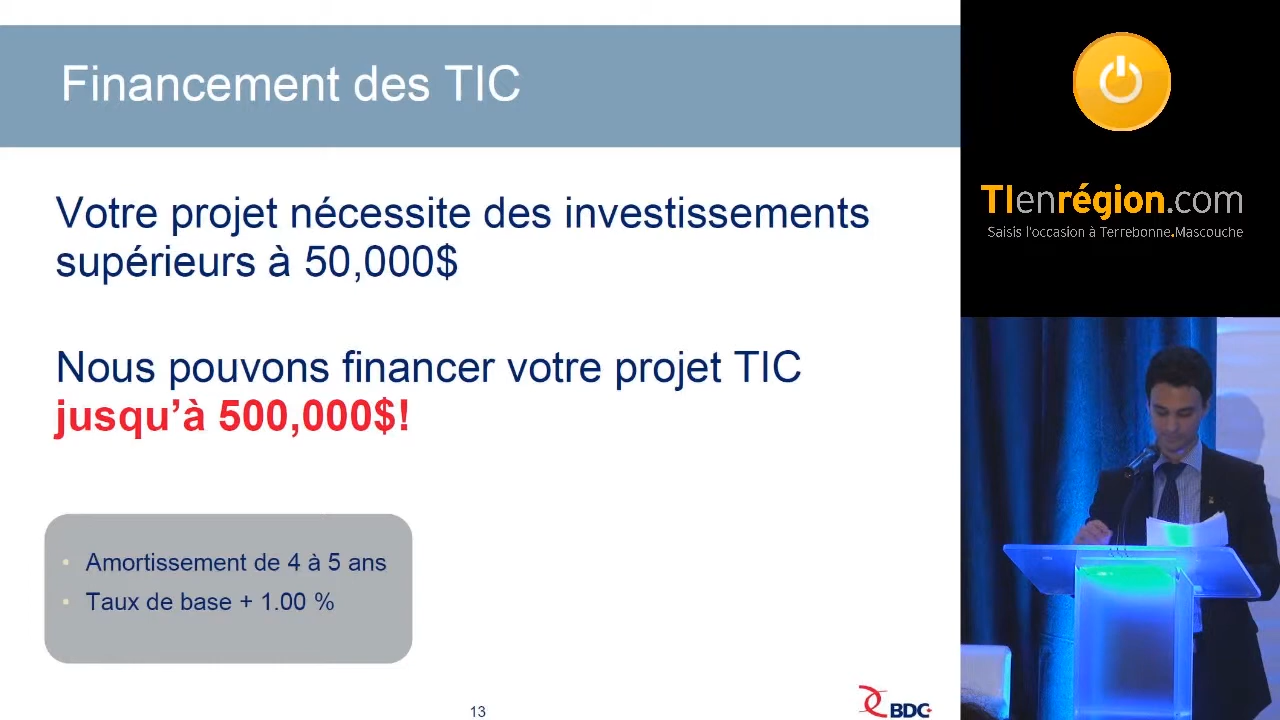 Financement des TIC
Votre projet nécessite des investissements
supérieurs à 50,000$
Nous pouvons financer votre projet TIC
jusqu’à 500,000$!
• Amortissement de 4 à 5 ans
• Taux de base + 1.00 %
13
BDC
TIenrégion.com
Saisis l'occasion à Terrebonne.Mascouche